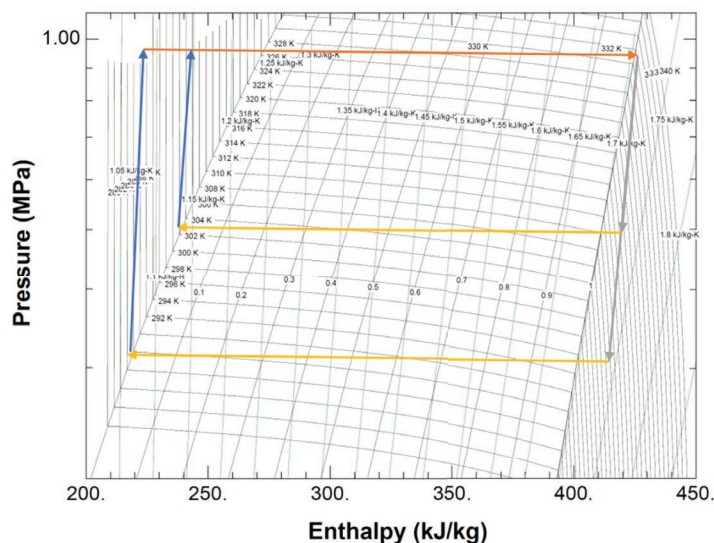 1.00
328 K
330 K
332 K
340 K
1.3 kJ/kg-K
1.25 kJ/kg-K
324 K
322 K
320 K
318 K
1.2 kJ/kg-K
316 K
1.35 kJ/kg-K
1.4 kJ/kg-K
1.45 kJ/kg-K
1.5 kJ/kg-K
1.55 kJ/kg-K
1.6 kJ/kg-K
1.65 kJ/kg-K
1.7 kJ/kg-K
1.75 kJ/kg-K
314 K
312 K
310 K
308 K
1.05 kJ/kg-K
1.15 kJ/kg-K
304 K
302 K
1.8 kJ/kg-K
300 K
298 K
296 K
294 K
292 K
0.1
0.2
0.3
0.4
0.5
0.6
0.7
0.8
0.9
1
Pressure (MPa)
200.
250.
300.
350.
400.
450.
Enthalpy (kJ/kg)